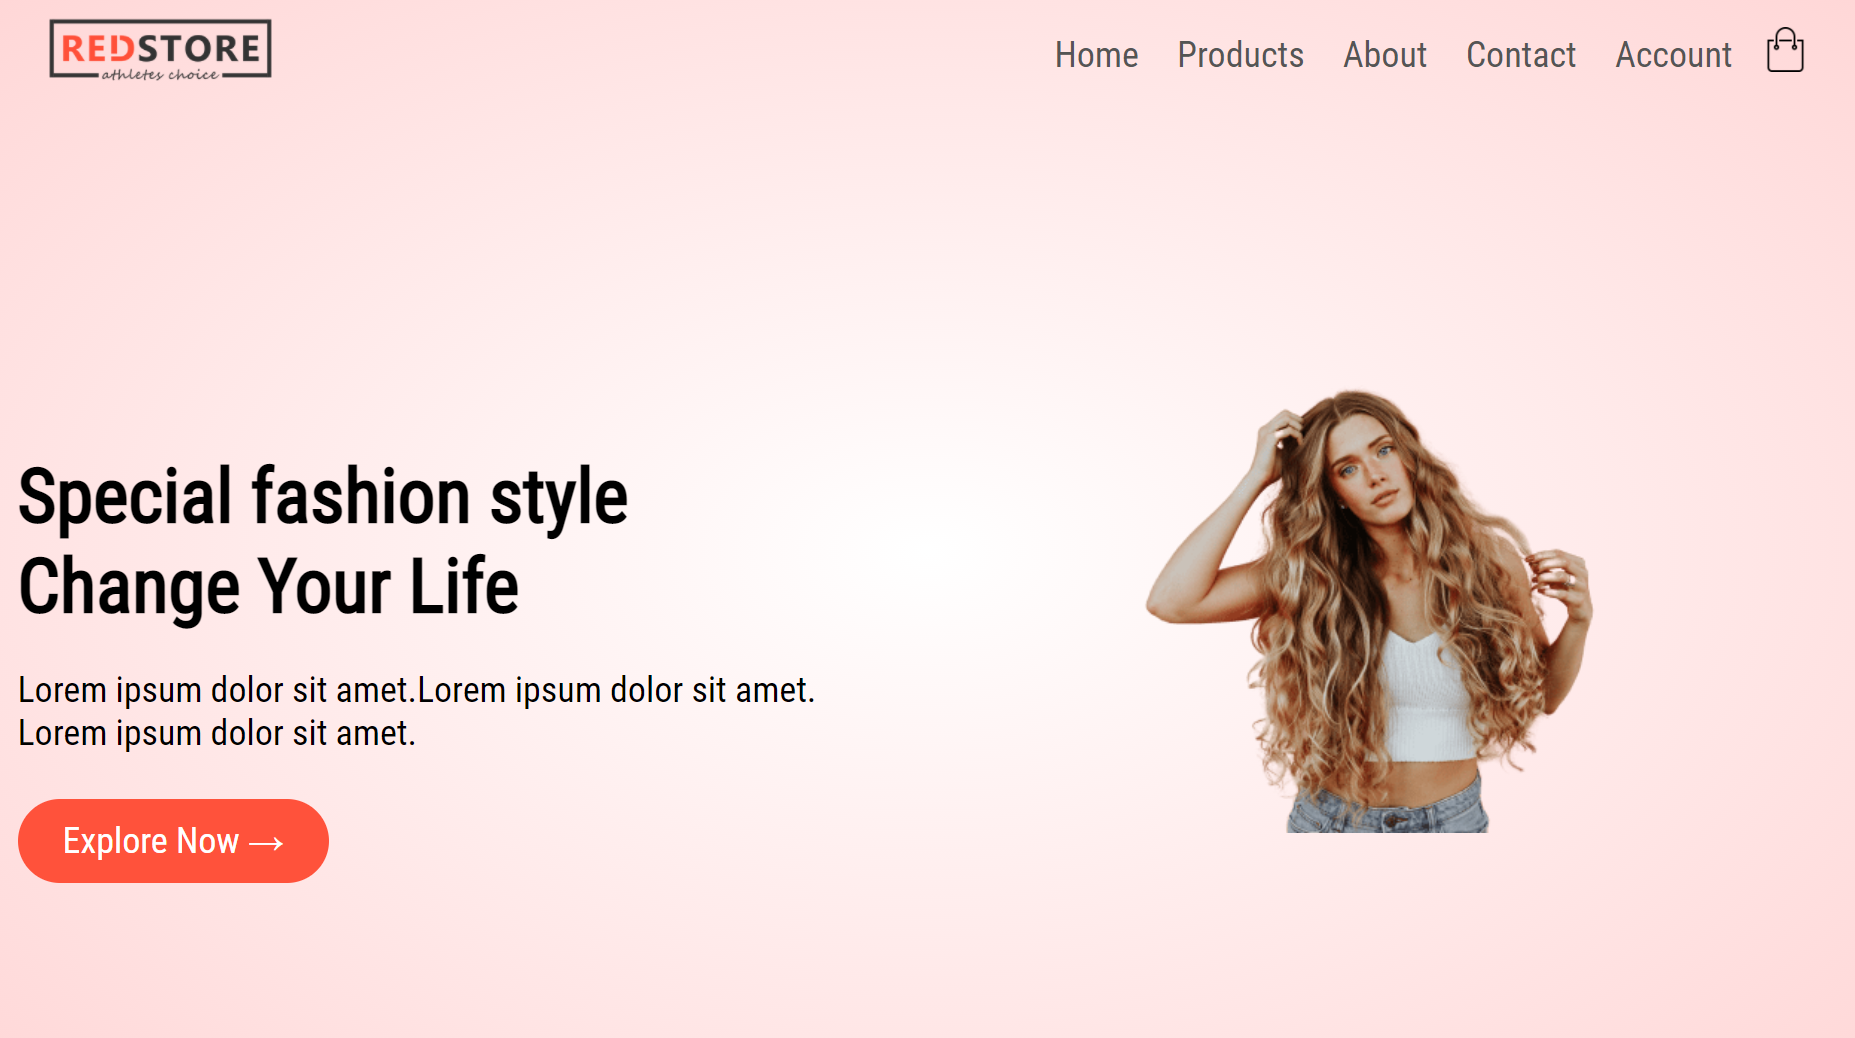 REDSTORE
athletes choice
Home Products About Contact Account
Special fashion style
Change Your Life
Lorem ipsum dolor sit amet.Lorem ipsum dolor sit amet.
Lorem ipsum dolor sit amet.
Explore Now →